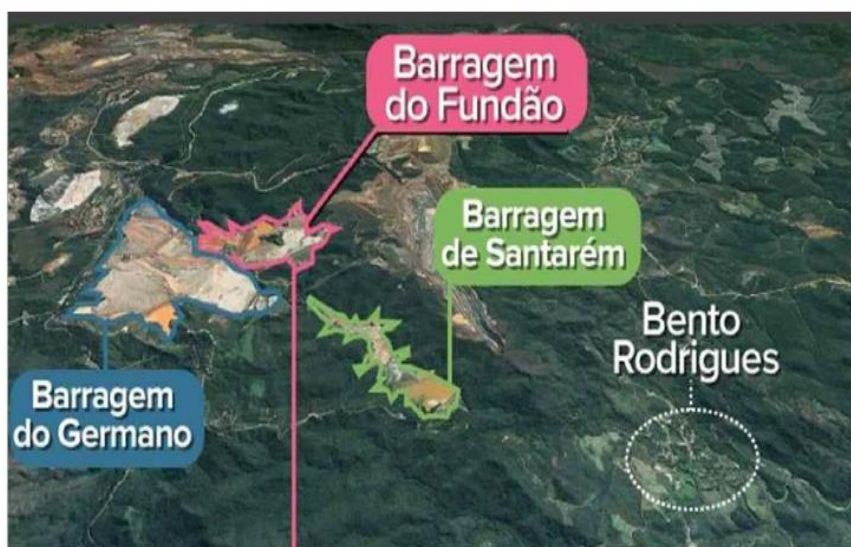 Barragem
do Fundão
Barragem
de Santarém
Bento
Rodrigues
Barragem
do Germano